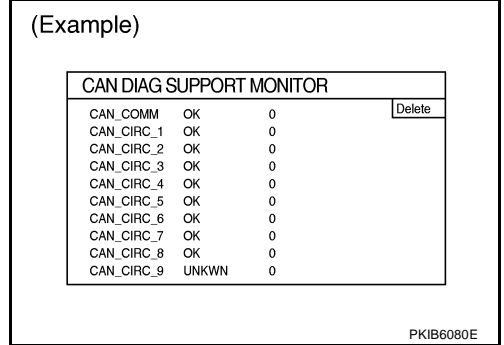 (Example)
CAN DIAG SUPPORT MONITOR
Delete
CAN_COMM OK 0
CAN_CIRC_1 OK 0
CAN_CIRC_2 OK 0
CAN_CIRC_3 OK 0
CAN_CIRC_4 OK 0
CAN_CIRC_5 OK 0
CAN_CIRC_6 OK 0
CAN_CIRC_7 OK 0
CAN_CIRC_8 OK 0
CAN_CIRC_9 UNKWN 0
PKIB6080E